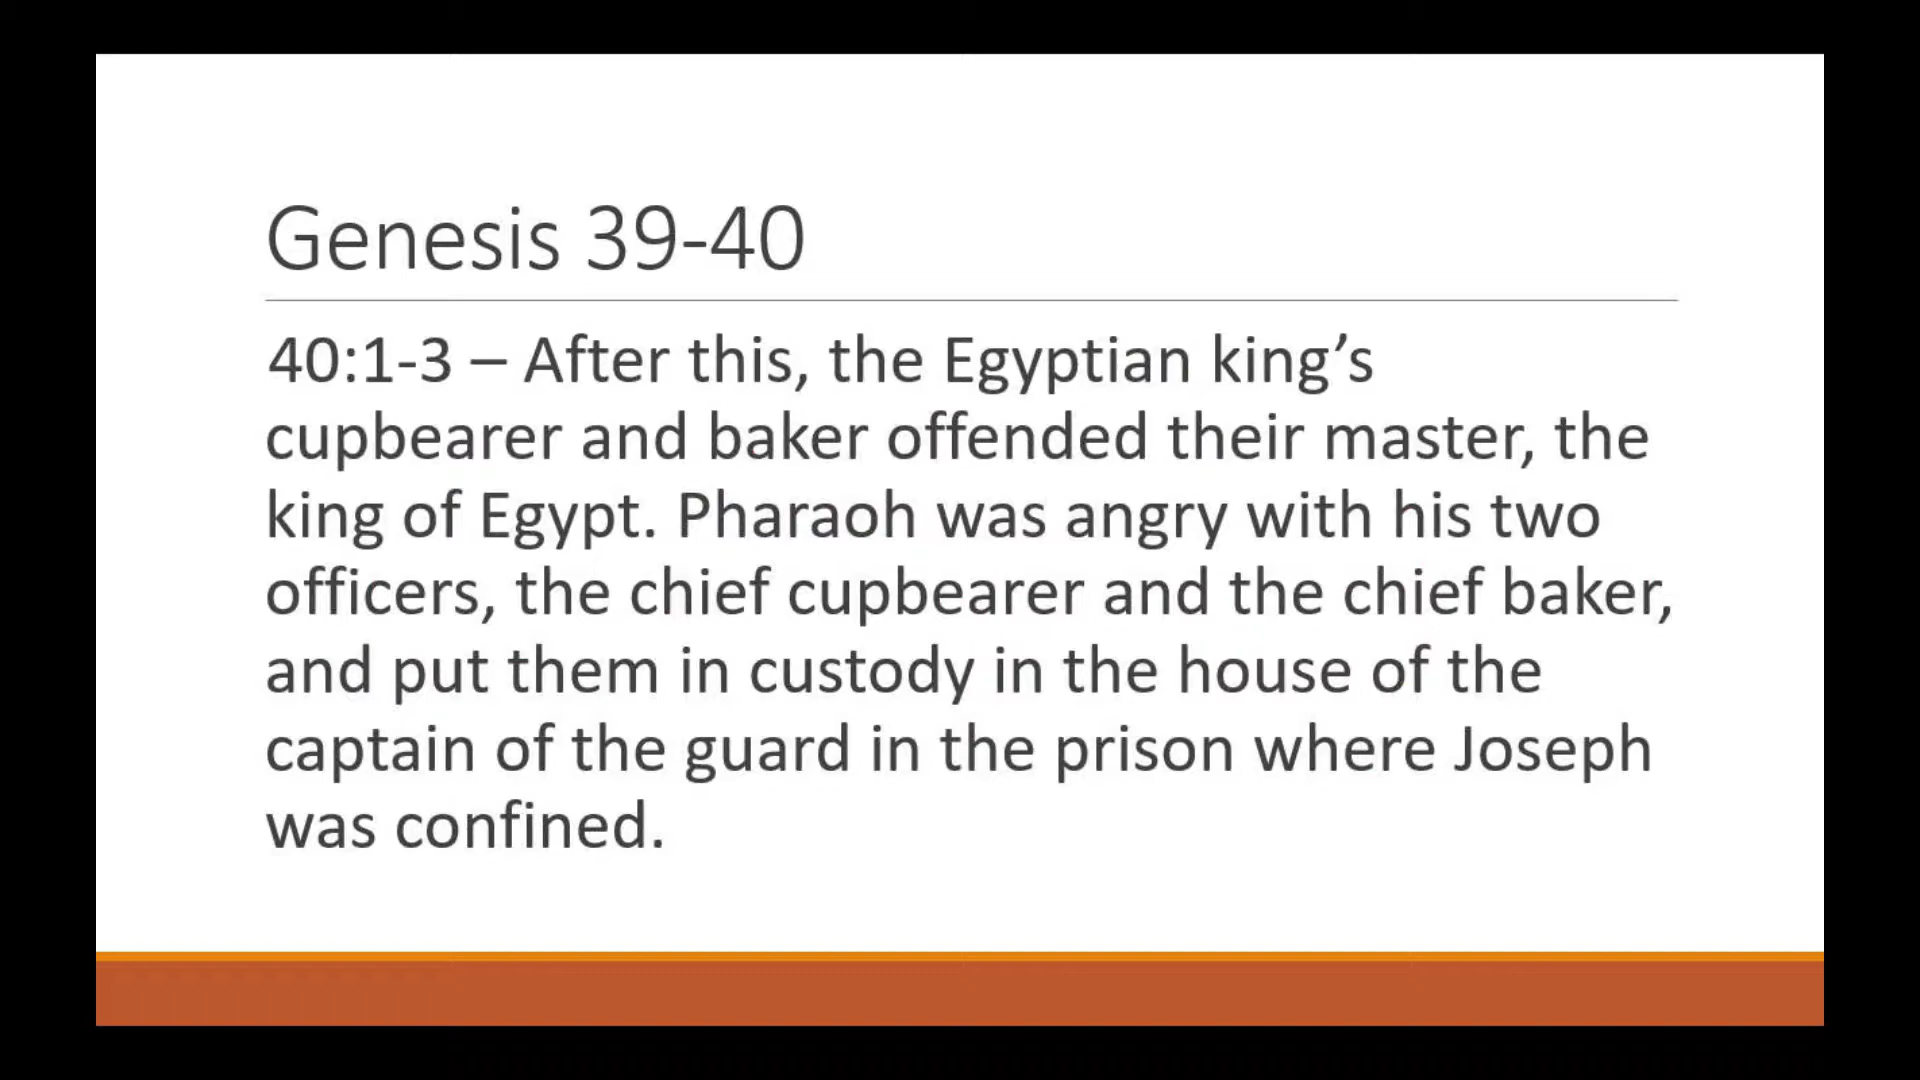 Genesis 39-40
40:1-3 – After this, the Egyptian king’s
cupbearer and baker offended their master, the
king of Egypt. Pharaoh was angry with his two
officers, the chief cupbearer and the chief baker,
and put them in custody in the house of the
captain of the guard in the prison where Joseph
was confined.